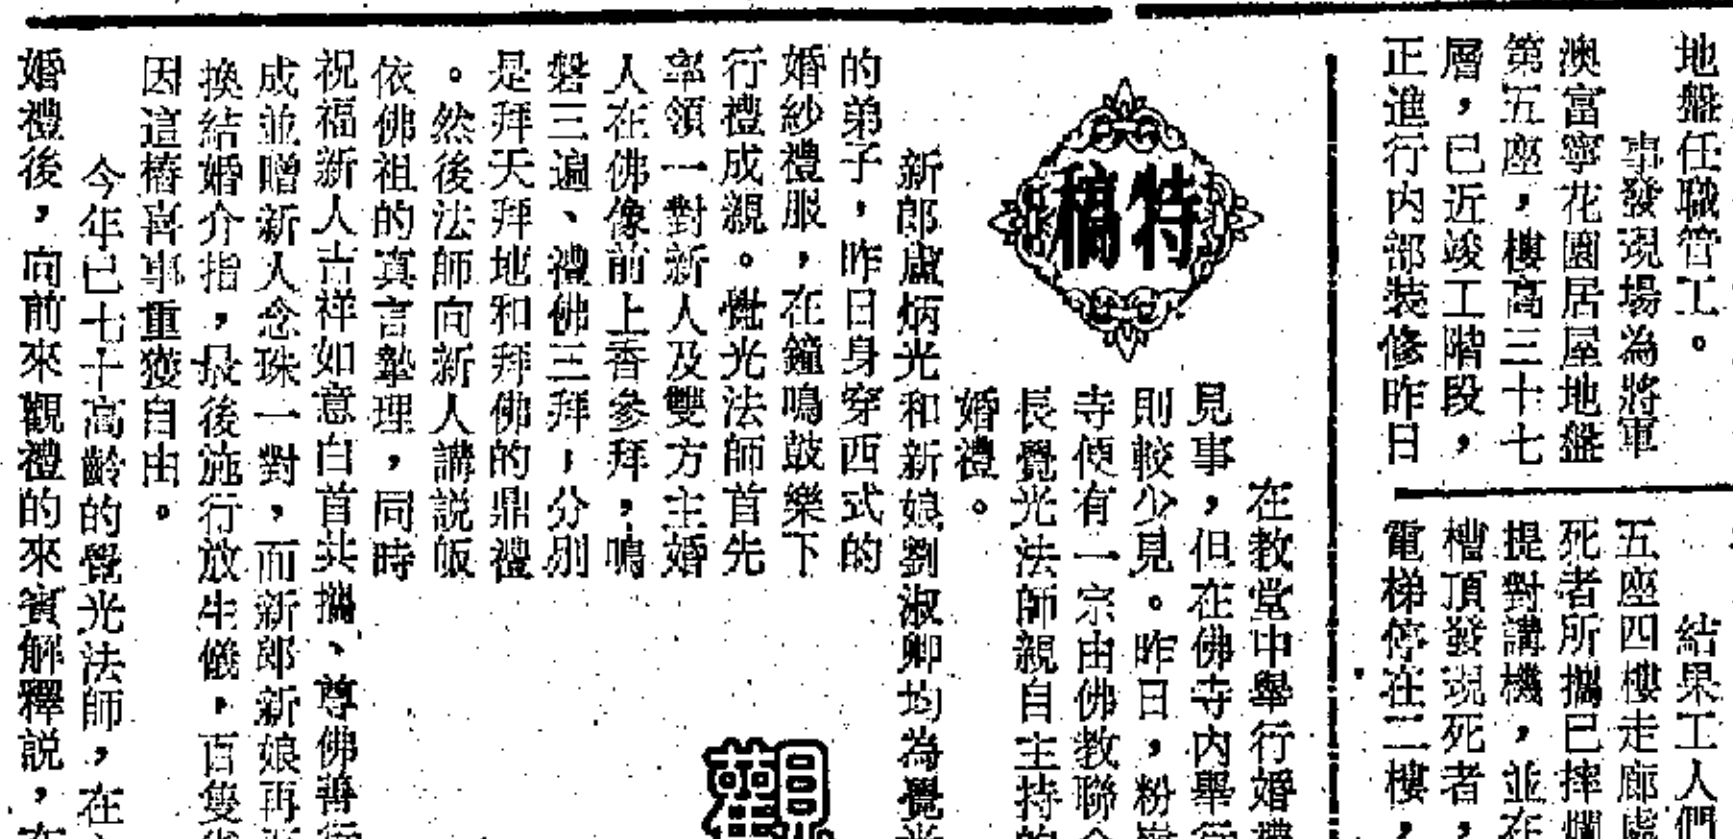 地盤任職管工。
事發現場為將軍
澳富寧花園居屋地盤
第五座，樓高三十七
層，已近竣工階段，
正進行內部裝修昨日
結果工人們
五座四樓走廊處
死者所攜已摔爛
提對講機，並在
槽頂發現死者，
電梯停在二樓，
特稿
在教堂中舉行婚禮
見事，但在佛寺內舉行
則較少見。昨日，粉嶺
寺便有一宗由佛教聯合
長覺光法師親自主持的
婚禮。
新郎盧炳光和新娘劉淑卿均為覺光
的弟子，昨日身穿西式的
婚紗禮服，在鐘鳴鼓樂下
行禮成親。覺光法師首先
率領一對新人及雙方主婚
人在佛像前上香參拜，鳴
磬三遍、禮佛三拜，分別
是拜天拜地和拜佛的鼎禮
。然後法師向新人講說皈
依佛祖的真言摯理，同時
祝福新人吉祥如意白首共攜、尊佛善行
成並贈新人念珠一對，而新郎新娘再
換結婚介指，最後施行放生儀，百隻
因這樁喜事重獲自由。
今年已七十高齡的覺光法師，在
婚禮後，向前來觀禮的來賓解釋說，在